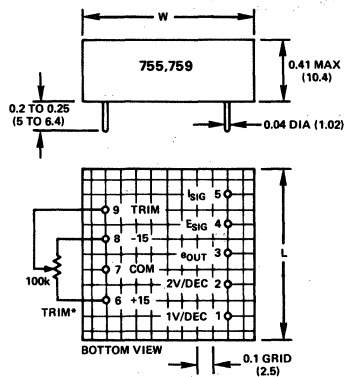 W
755,759
0.41 MAX
(10.4)
0.2 TO 0.25
(5 TO 6.4)
0.04 DIA (1.02)
ISIG 5
9 TRIM
ESIG 4
8 -15
eOUT 3
L
7 COM
100k
2V/DEC 2
6 +15
TRIM*
1V/DEC 1
BOTTOM VIEW
0.1 GRID
(2.5)